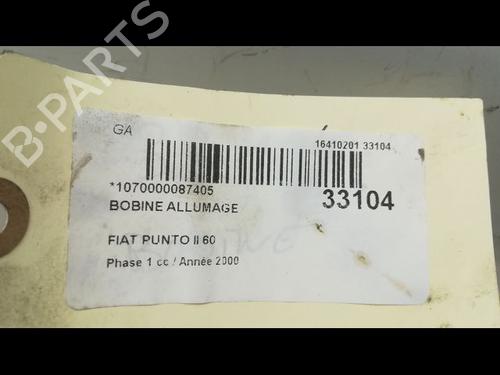 B-PARTS
GA
16410201 33104
*1070000087405
33104
BOBINE ALLUMAGE
FIAT PUNTO II 60
Phase 1 cc / Année 2000